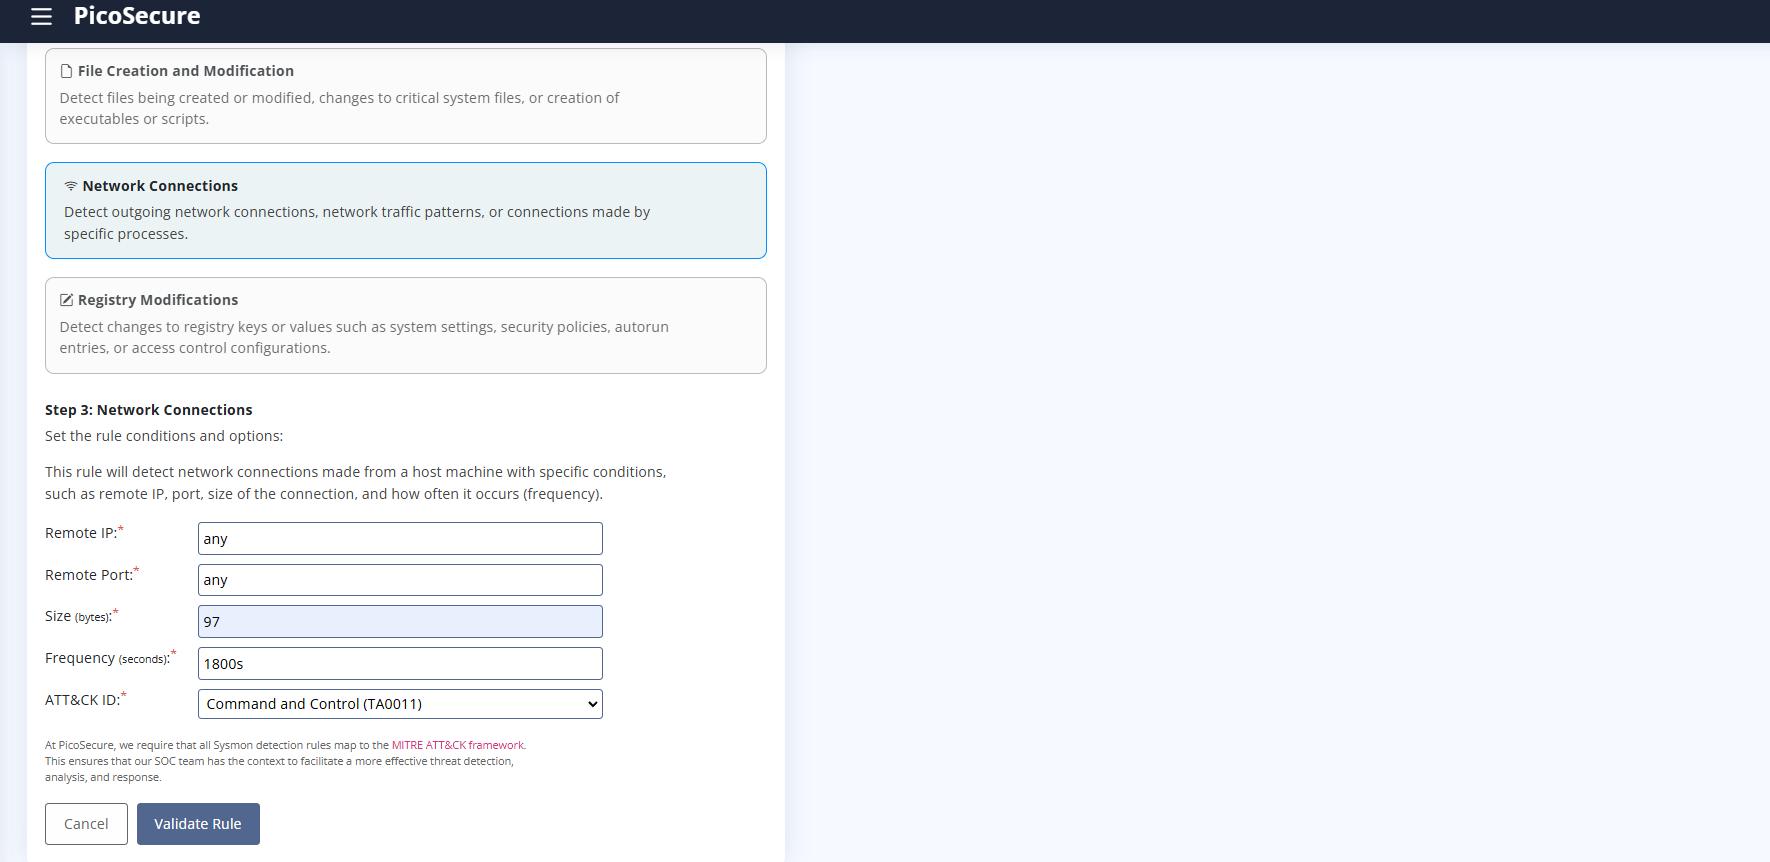 PicoSecure
File Creation and Modification
Detect files being created or modified, changes to critical system files, or creation of
executables or scripts.
Network Connections
Detect outgoing network connections, network traffic patterns, or connections made by
specific processes.
Registry Modifications
Detect changes to registry keys or values such as system settings, security policies, autorun
entries, or access control configurations.
Step 3: Network Connections
Set the rule conditions and options:
This rule will detect network connections made from a host machine with specific conditions,
such as remote IP, port, size of the connection, and how often it occurs (frequency).
Remote IP:* any
Remote Port:* any
Size (bytes):* 97
Frequency (seconds):* 1800s
ATT&CK ID:* Command and Control (TA0011)
At PicoSecure, we require that all Sysmon detection rules map to the MITRE ATT&CK framework.
This ensures that our SOC team has the context to facilitate a more effective threat detection,
analysis, and response.
Cancel Validate Rule